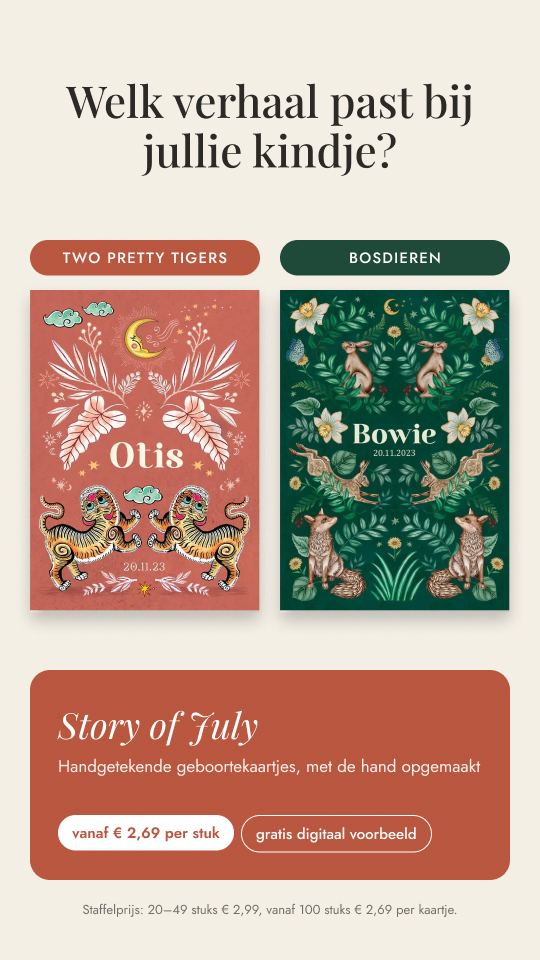 Welk verhaal past bij
jullie kindje?
TWO PRETTY TIGERS
BOSDIEREN
Otis
20.11.23
Bowie
20.11.2023
Story of July
Handgetekende geboortekaartjes, met de hand opgemaakt
vanaf € 2,69 per stuk
gratis digitaal voorbeeld
Staffelprijs: 20–49 stuks € 2,99, vanaf 100 stuks € 2,69 per kaartje.